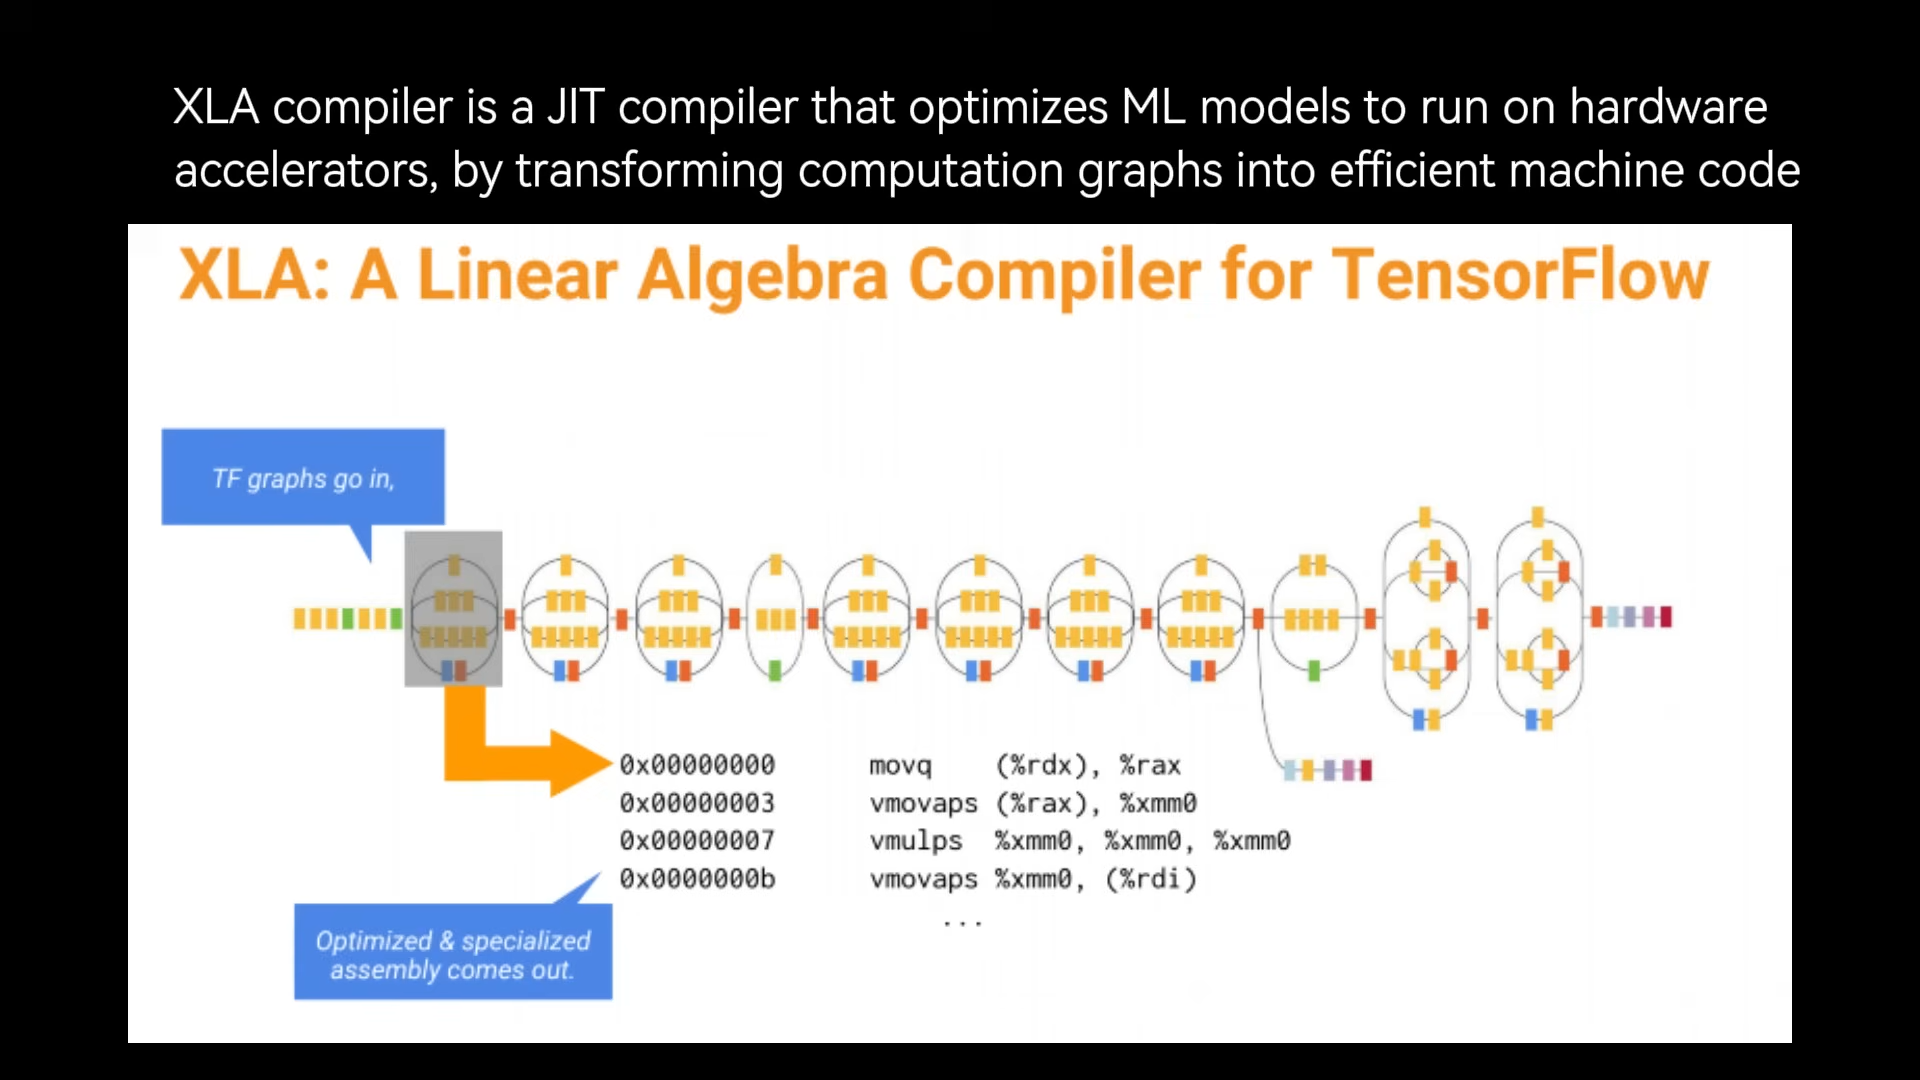 XLA compiler is a JIT compiler that optimizes ML models to run on hardware
accelerators, by transforming computation graphs into efficient machine code
XLA: A Linear Algebra Compiler for TensorFlow
TF graphs go in,
0x00000000 movq (%rdx), %rax
0x00000003 vmovaps (%rax), %xmm0
0x00000007 vmulps %xmm0, %xmm0, %xmm0
0x0000000b vmovaps %xmm0, (%rdi)
...
Optimized & specialized
assembly comes out.